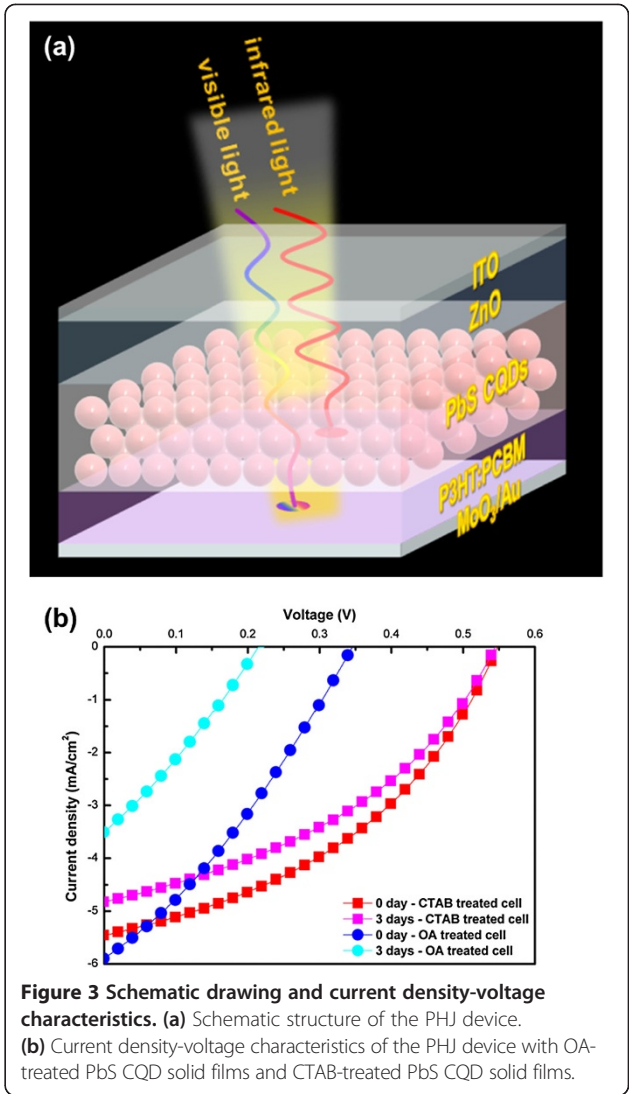 (a)
visible light
infrared light
ITO
ZnO
PbS CQDs
P3HT:PCBM
MoO3/Au
(b)
Voltage (V)
0.0 0.1 0.2 0.3 0.4 0.5 0.6
0
-1
-2
-3
-4
-5
-6
Current density (mA/cm²)
0 day - CTAB treated cell
3 days - CTAB treated cell
0 day - OA treated cell
3 days - OA treated cell
Figure 3 Schematic drawing and current density-voltage
characteristics. (a) Schematic structure of the PHJ device.
(b) Current density-voltage characteristics of the PHJ device with OA-
treated PbS CQD solid films and CTAB-treated PbS CQD solid films.